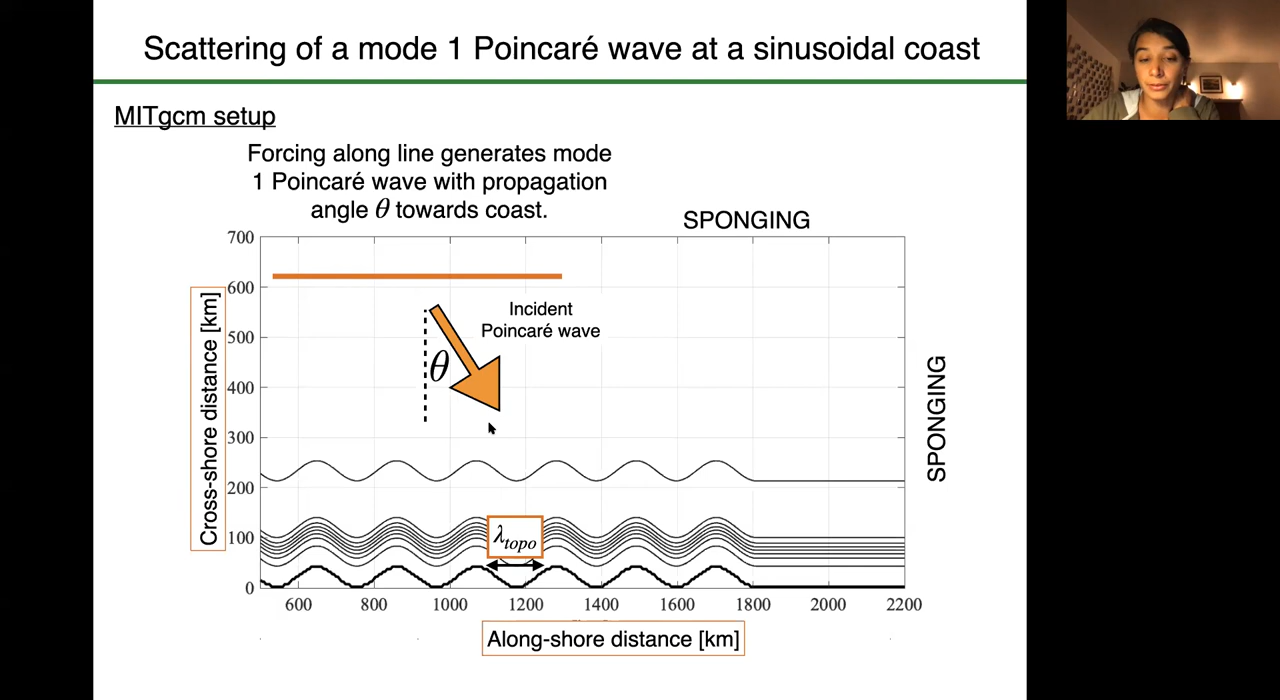 Scattering of a mode 1 Poincaré wave at a sinusoidal coast
MITgcm setup
Forcing along line generates mode
1 Poincaré wave with propagation
angle θ towards coast.
SPONGING
700
600
500
400
300
200
100
0
Cross-shore distance [km]
Incident
Poincaré wave
θ
SPONGING
λtopo
600
800
1000
1200
1400
1600
1800
2000
2200
Along-shore distance [km]